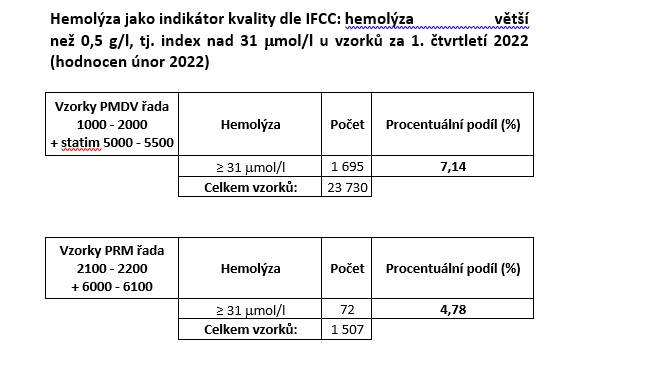 Hemolýza jako indikátor kvality dle IFCC: hemolýza větší
než 0,5 g/l, tj. index nad 31 µmol/l u vzorků za 1. čtvrtletí 2022
(hodnocen únor 2022)
Vzorky PMDV řada
1000 - 2000
+ statim 5000 - 5500
Hemolýza
Počet
Procentuální podíl (%)
≥ 31 µmol/l
1 695
7,14
Celkem vzorků:
23 730
Vzorky PRM řada
2100 - 2200
+ 6000 - 6100
Hemolýza
Počet
Procentuální podíl (%)
≥ 31 µmol/l
72
4,78
Celkem vzorků:
1 507